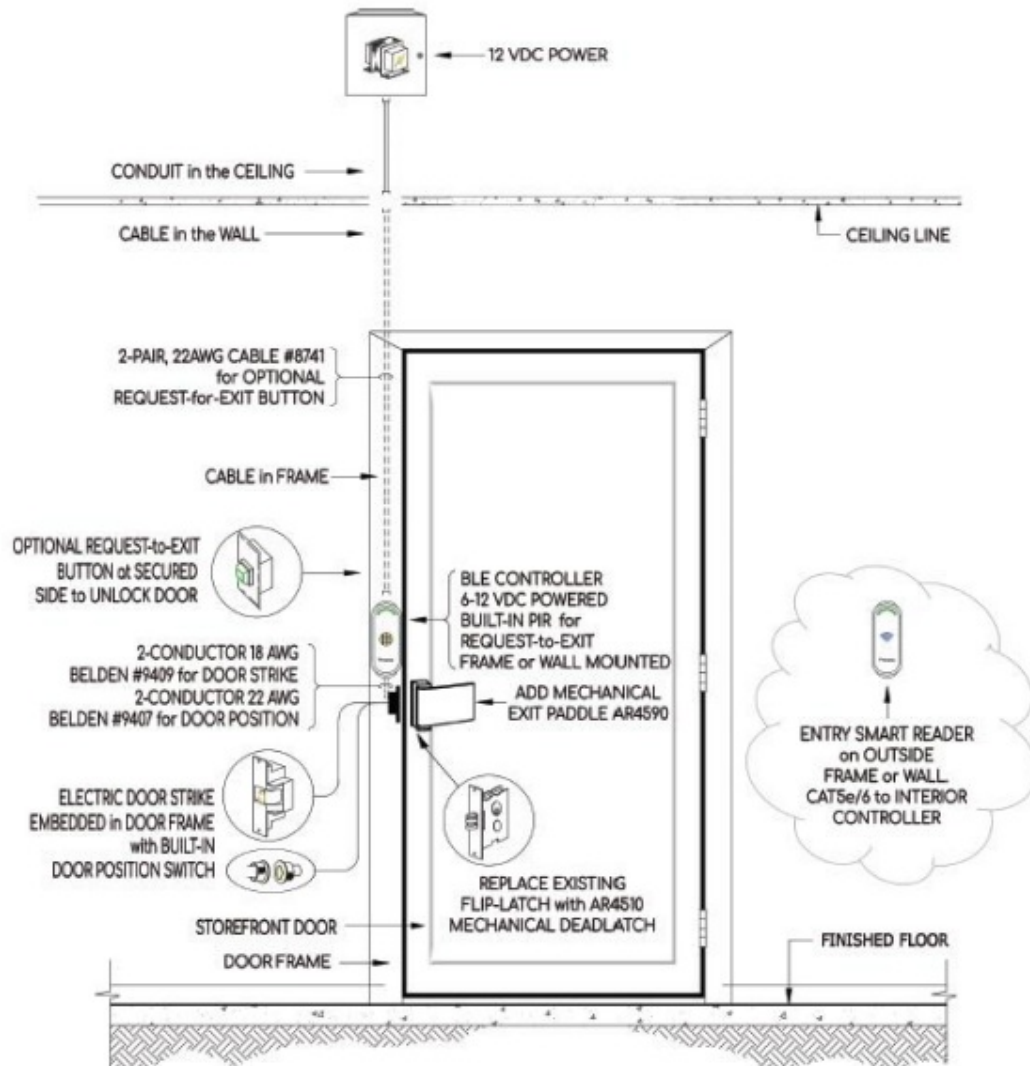 12 VDC POWER
CONDUIT in the CEILING
CABLE in the WALL
CEILING LINE
2-PAIR, 22AWG CABLE #8741
for OPTIONAL
REQUEST-for-EXIT BUTTON
CABLE in FRAME
OPTIONAL REQUEST-to-EXIT
BUTTON at SECURED
SIDE to UNLOCK DOOR
BLE CONTROLLER
6-12 VDC POWERED
BUILT-IN PIR for
REQUEST-to-EXIT
FRAME or WALL MOUNTED
2-CONDUCTOR 18 AWG
BELDEN #9409 for DOOR STRIKE
2-CONDUCTOR 22 AWG
BELDEN #9407 for DOOR POSITION
ADD MECHANICAL
EXIT PADDLE AR4590
ENTRY SMART READER
on OUTSIDE
FRAME or WALL.
CAT5e/6 to INTERIOR
CONTROLLER
ELECTRIC DOOR STRIKE
EMBEDDED in DOOR FRAME
with BUILT-IN
DOOR POSITION SWITCH
REPLACE EXISTING
FLIP-LATCH with AR4510
MECHANICAL DEADLATCH
STOREFRONT DOOR
DOOR FRAME
FINISHED FLOOR